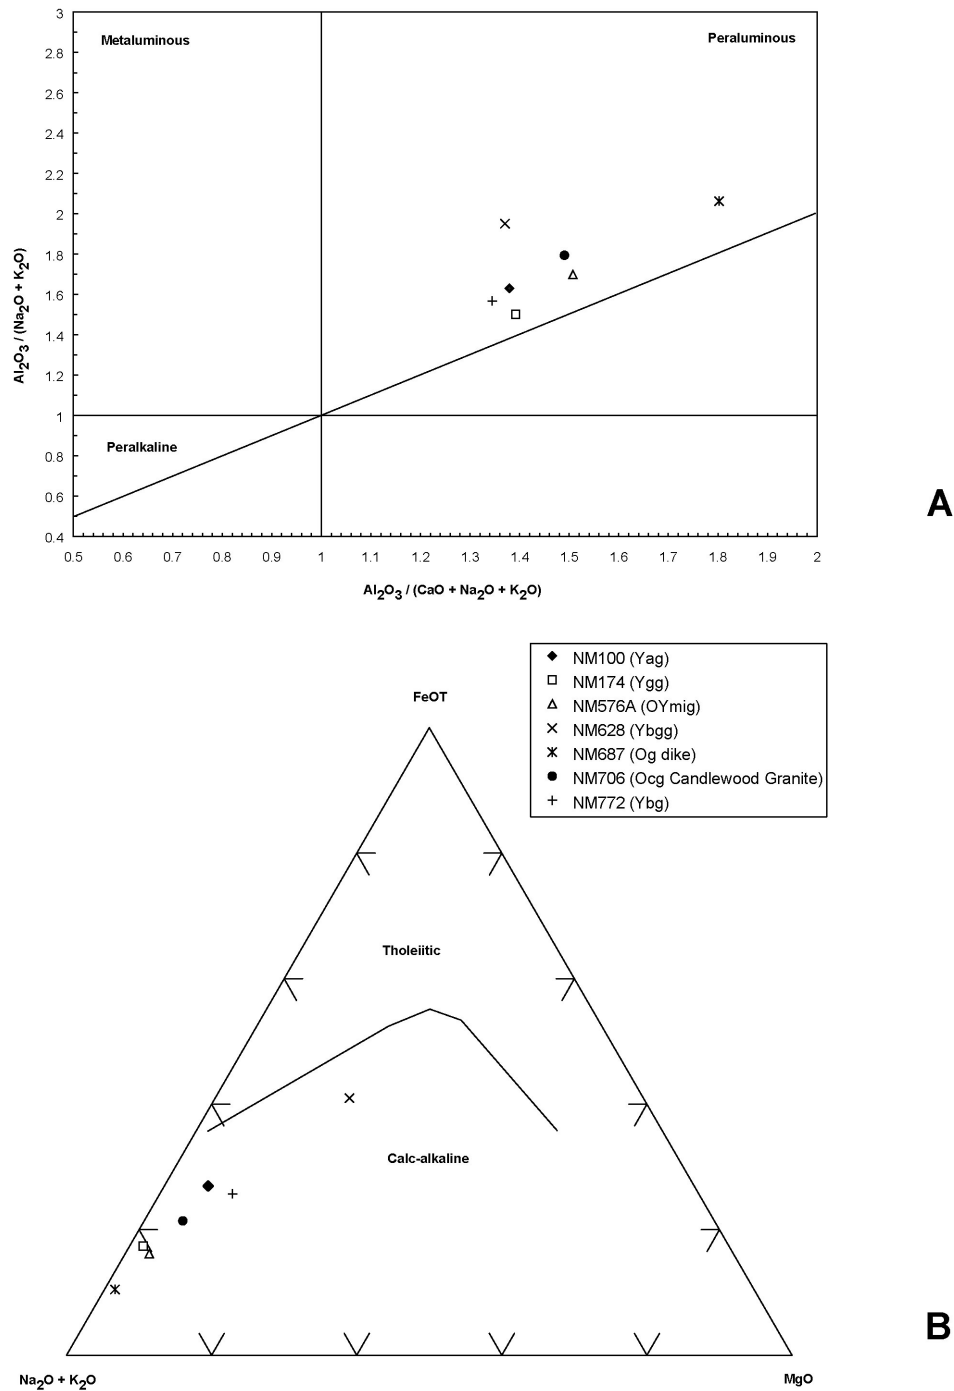 3
2.8
2.6
2.4
2.2
2
1.8
1.6
1.4
1.2
1
0.8
0.6
0.4
Al2O3 / (Na2O + K2O)
Metaluminous
Peraluminous
Peralkaline
0.5 0.6 0.7 0.8 0.9 1 1.1 1.2 1.3 1.4 1.5 1.6 1.7 1.8 1.9 2
Al2O3 / (CaO + Na2O + K2O)
A
NM100 (Yag)
NM174 (Ygg)
NM576A (OYmig)
NM628 (Ybgg)
NM687 (Og dike)
NM706 (Ocg Candlewood Granite)
NM772 (Ybg)
FeOT
Tholeiitic
Calc-alkaline
B
Na2O + K2O
MgO